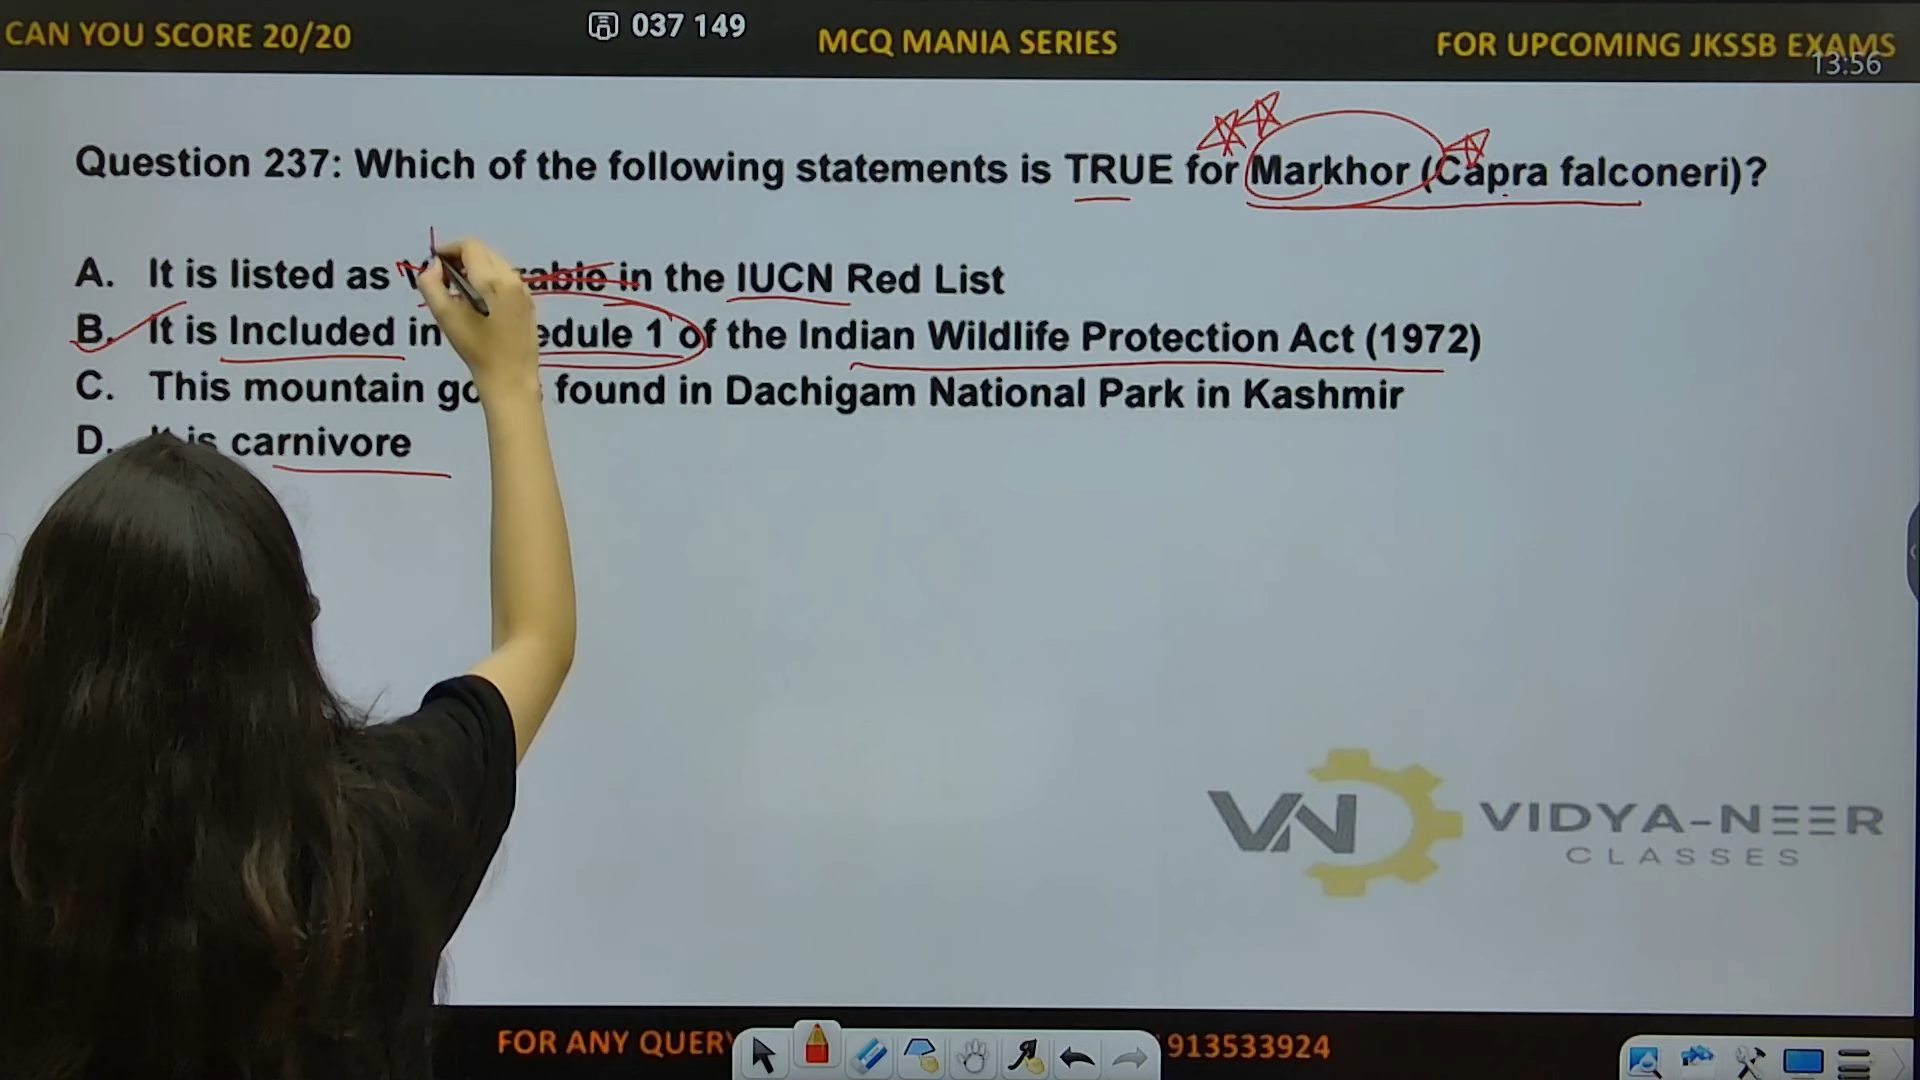 CAN YOU SCORE 20/20
037 149
MCQ MANIA SERIES
FOR UPCOMING JKSSB EXAMS
13:56
Question 237: Which of the following statements is TRUE for Markhor (Capra falconeri)?
A. It is listed as in the IUCN Red List
B. It is Included in edule 1 of the Indian Wildlife Protection Act (1972)
C. This mountain go found in Dachigam National Park in Kashmir
D. is carnivore
VN VIDYA-NEER
CLASSES
FOR ANY QUERY 913533924